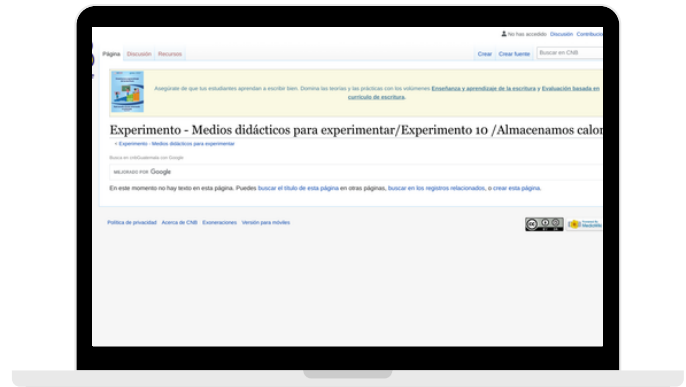 No has accedido Discusión
Página Discusión Recursos Crear Crear fuente Buscar en CNB
Asegúrate de que tus estudiantes aprendan a escribir bien. Domina las teorías y las prácticas con los volúmenes Enseñanza y aprendizaje de la escritura y Evaluación basada en
currículo de escritura.
Experimento - Medios didácticos para experimentar/Experimento 10 /Almacenamos
< Experimento - Medios didácticos para experimentar
Busca en cnbGuatemala con Google
MEJORADO POR Google
En este momento no hay texto en esta página. Puedes buscar el título de esta página en otras páginas, buscar en los registros relacionados, o crear esta página.
Política de privacidad Acerca de CNB Exoneraciones Versión para móviles